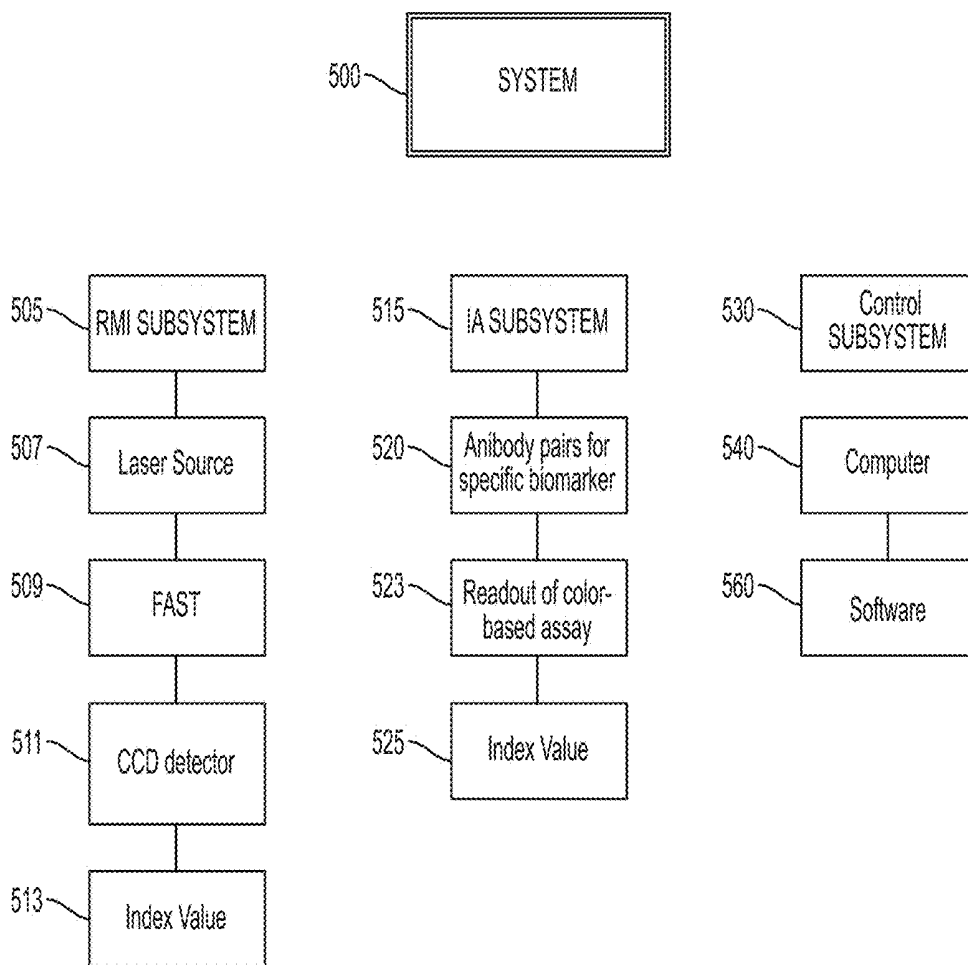 500
SYSTEM
505
RMI SUBSYSTEM
515
IA SUBSYSTEM
530
Control
SUBSYSTEM
507
Laser Source
520
Anibody pairs for
specific biomarker
540
Computer
509
FAST
523
Readout of color-
based assay
560
Software
511
CCD detector
525
Index Value
513
Index Value